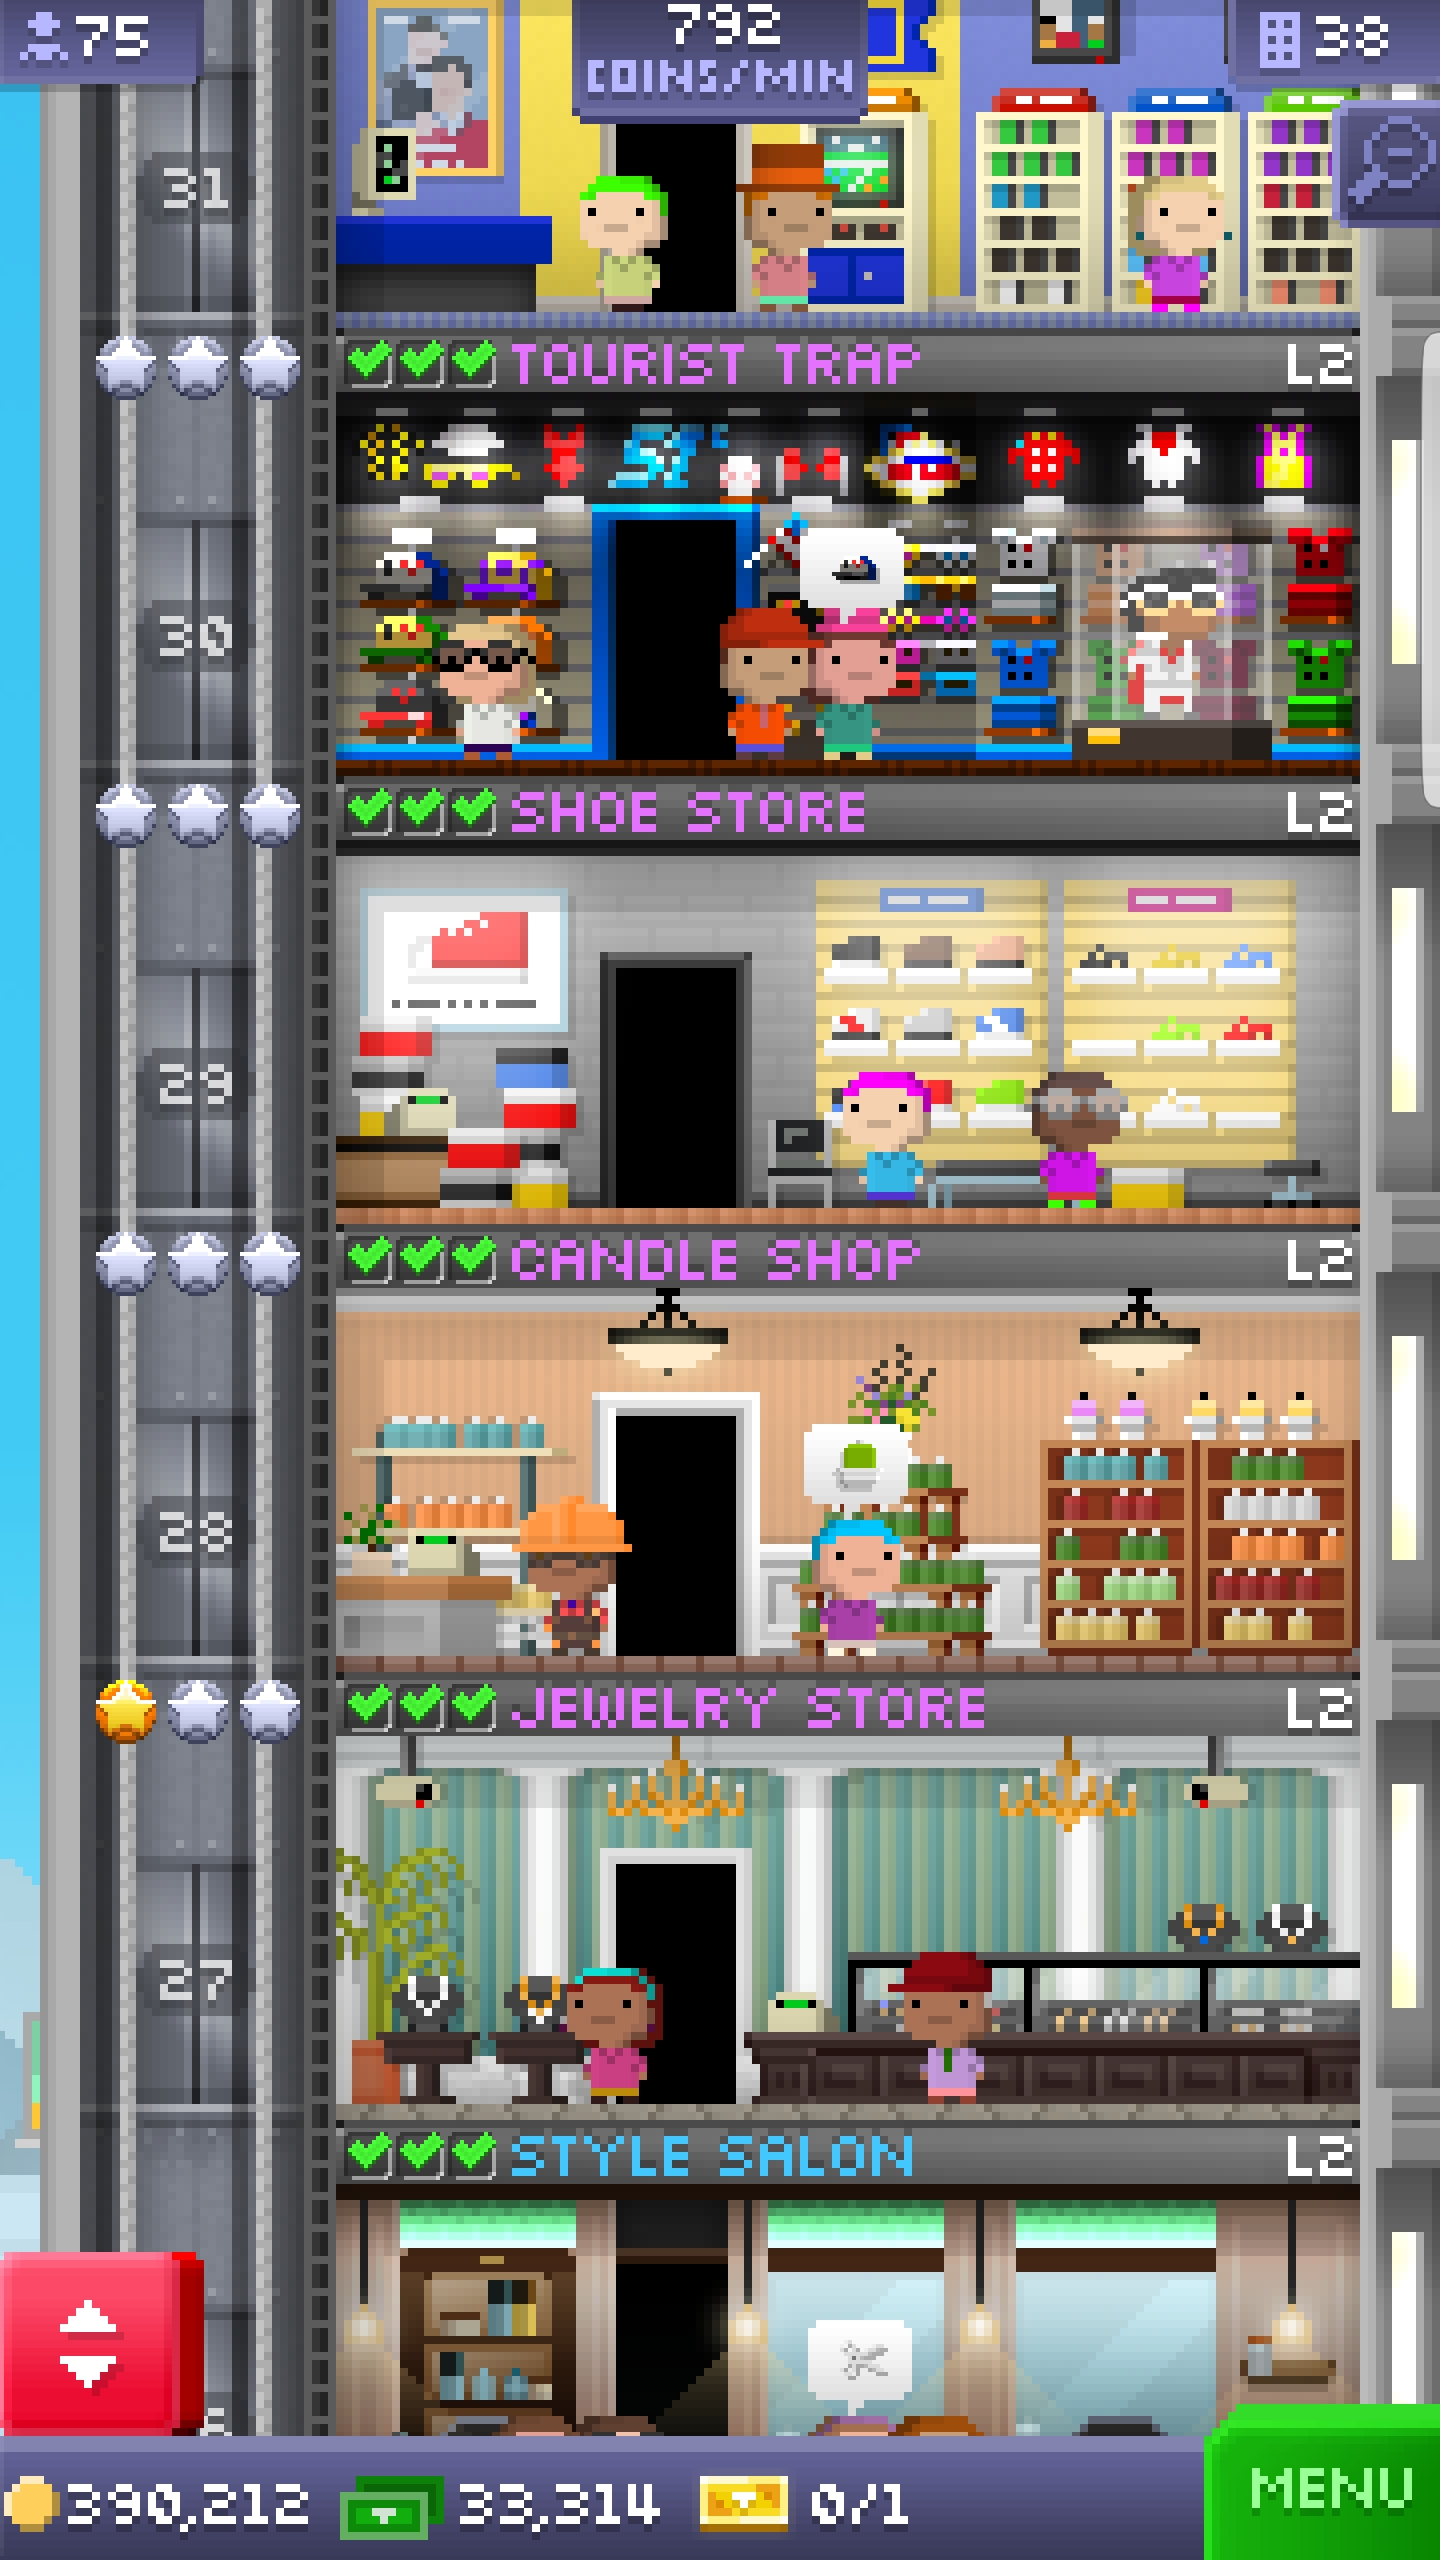 75
792
COINS/MIN
38
31
TOURIST TRAP L2
30
SHOE STORE L2
29
CANDLE SHOP L2
28
JEWELRY STORE L2
27
STYLE SALON L2
390,212 33,314 0/1
MENU